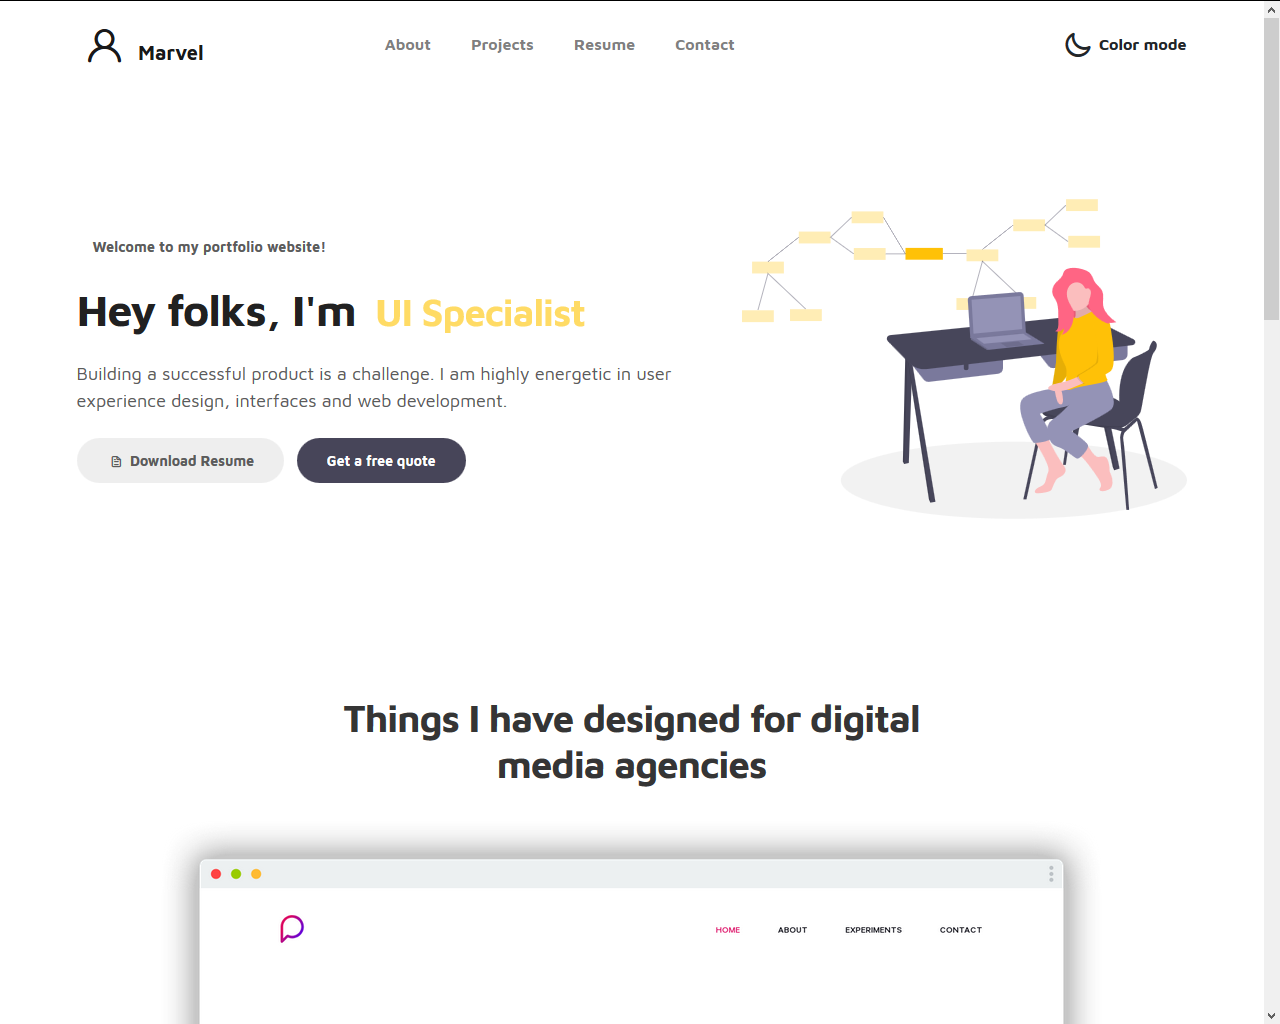 Marvel
About
Projects
Resume
Contact
Color mode
Welcome to my portfolio website!
Hey folks, I'm UI Specialist
Building a successful product is a challenge. I am highly energetic in user
experience design, interfaces and web development.
Download Resume
Get a free quote
Things I have designed for digital
media agencies
HOME
ABOUT
EXPERIMENTS
CONTACT